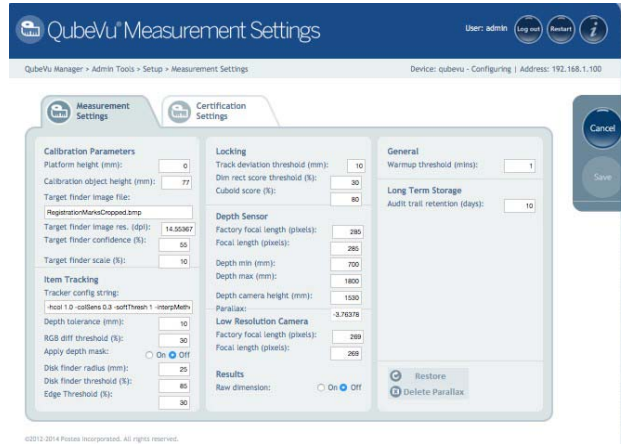 QubeVu® Measurement Settings
User: admin
Log out
Restart
i
QubeVu Manager > Admin Tools > Setup > Measurement Settings
Device: qubevu - Configuring | Address: 192.168.1.100
Measurement
Settings
Certification
Settings
Cancel
Save
Calibration Parameters
Platform height (mm): 0
Calibration object height (mm): 77
Target finder image file:
RegistrationMarksCropped.bmp
Target finder image res. (dpi): 14.55367
Target finder confidence (%): 55
Target finder scale (%): 10
Item Tracking
Tracker config string:
-hcol 1.0 -colSens 0.3 -softThresh 1 -interpMeth
Depth tolerance (mm): 10
RGB diff threshold (%): 30
Apply depth mask: On Off
Disk finder radius (mm): 25
Disk finder threshold (%): 85
Edge Threshold (%): 30
Locking
Track deviation threshold (mm): 10
Dim rect score threshold (%): 30
Cuboid score (%): 80
Depth Sensor
Factory focal length (pixels): 285
Focal length (pixels): 285
Depth min (mm): 700
Depth max (mm): 1800
Depth camera height (mm): 1530
Parallax: -3.76378
Low Resolution Camera
Factory focal length (pixels): 269
Focal length (pixels): 269
Results
Raw dimension: On Off
General
Warmup threshold (mins): 1
Long Term Storage
Audit trail retention (days): 10
Restore
Delete Parallax
©2012-2014 Postea Incorporated. All rights reserved.